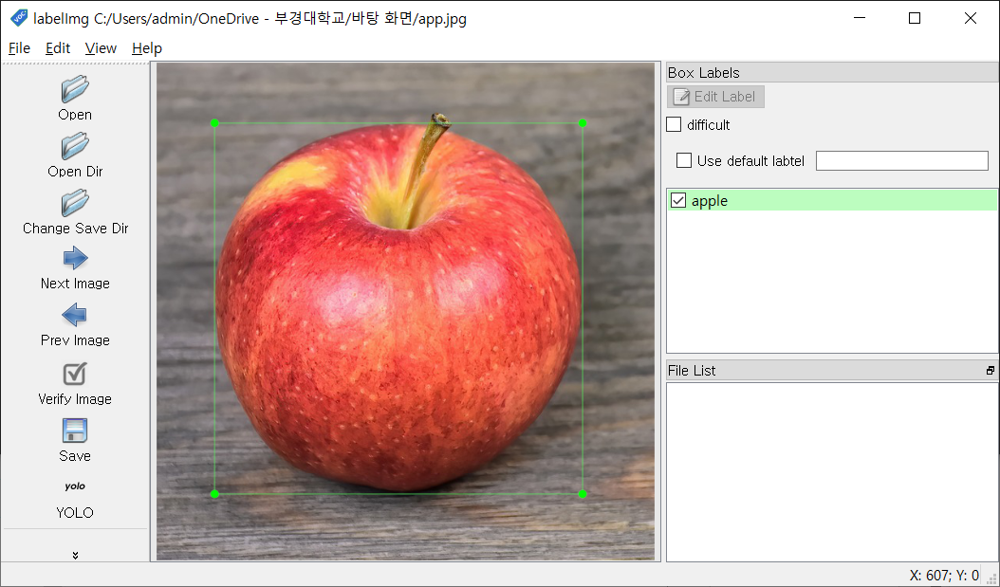 labelImg C:/Users/admin/OneDrive - 부경대학교/바탕 화면/app.jpg
File Edit View Help
Open
Open Dir
Change Save Dir
Next Image
Prev Image
Verify Image
Save
yolo
YOLO
Box Labels
Edit Label
difficult
Use default labtel
apple
File List
X: 607; Y: 0